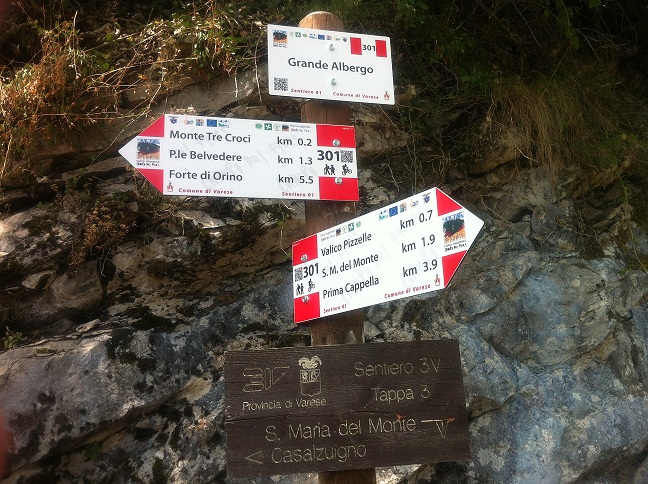 301
Grande Albergo
Sentiero 01 Comune di Varese
Monte Tre Croci km 0.2
P.le Belvedere km 1.3
Forte di Orino km 5.5
301
Comune di Varese Sentiero 01
Valico Pizzelle km 0.7
S. M. del Monte km 1.9
Prima Cappella km 3.9
301
Sentiero 01 Comune di Varese
Sentiero 3V
Provincia di Varese
Tappa 3
S. Maria del Monte
Casalzuigno